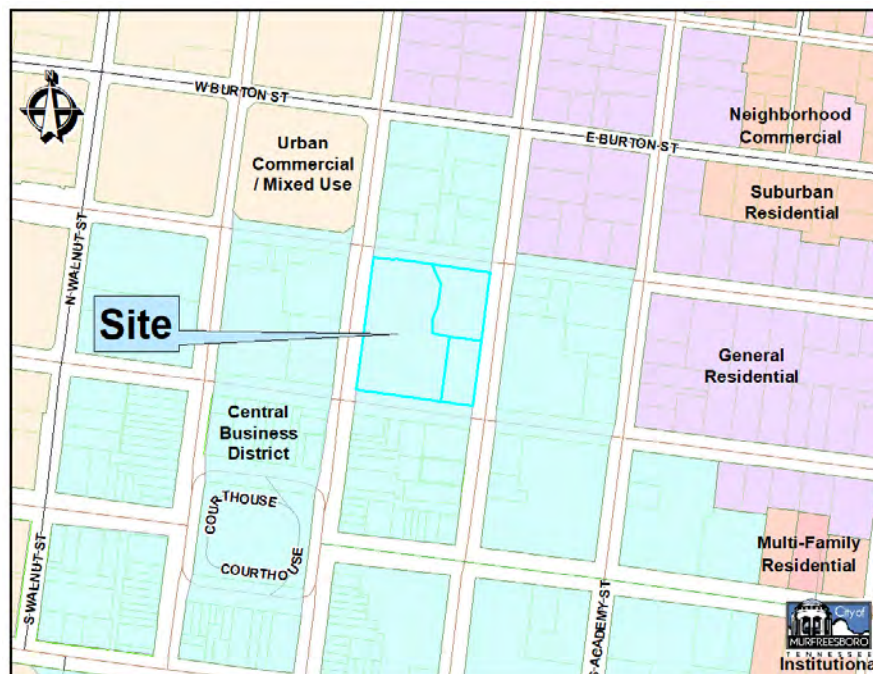 N
W BURTON ST
E BURTON ST
Neighborhood
Commercial
Urban
Commercial
/ Mixed Use
Suburban
Residential
N WALNUT ST
Site
General
Residential
Central
Business
District
COURTHOUSE
COURTHOUSE
Multi-Family
Residential
S WALNUT ST
S ACADEMY ST
City of
MURFREESBORO
TENNESSEE
Institutional